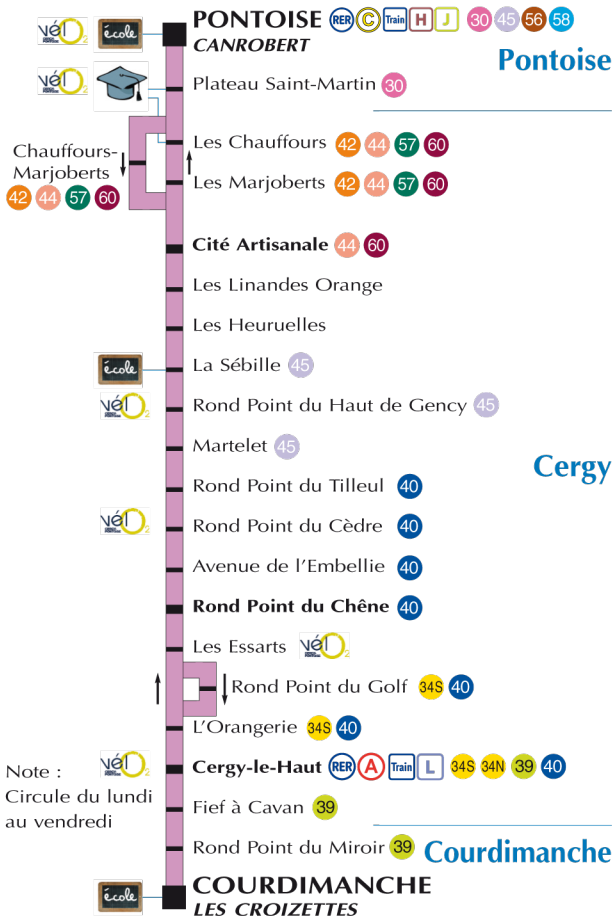 vélO2 école PONTOISE RER C Train H J 30 45 56 58
CANROBERT
Pontoise
vélO2 Plateau Saint-Martin 30
Les Chauffours 42 44 57 60
Chauffours-
Marjoberts
42 44 57 60
Les Marjoberts 42 44 57 60
Cité Artisanale 44 60
Les Linandes Orange
Les Heuruelles
école La Sébille 45
vélO2 Rond Point du Haut de Gency 45
Martelet 45
Cergy
Rond Point du Tilleul 40
vélO2 Rond Point du Cèdre 40
Avenue de l'Embellie 40
Rond Point du Chêne 40
Les Essarts vélO2
Rond Point du Golf 34S 40
L'Orangerie 34S 40
vélO2 Cergy-le-Haut RER A Train L 34S 34N 39 40
Note :
Circule du lundi
au vendredi
Fief à Cavan 39
Rond Point du Miroir 39
Courdimanche
école COURDIMANCHE
LES CROIZETTES